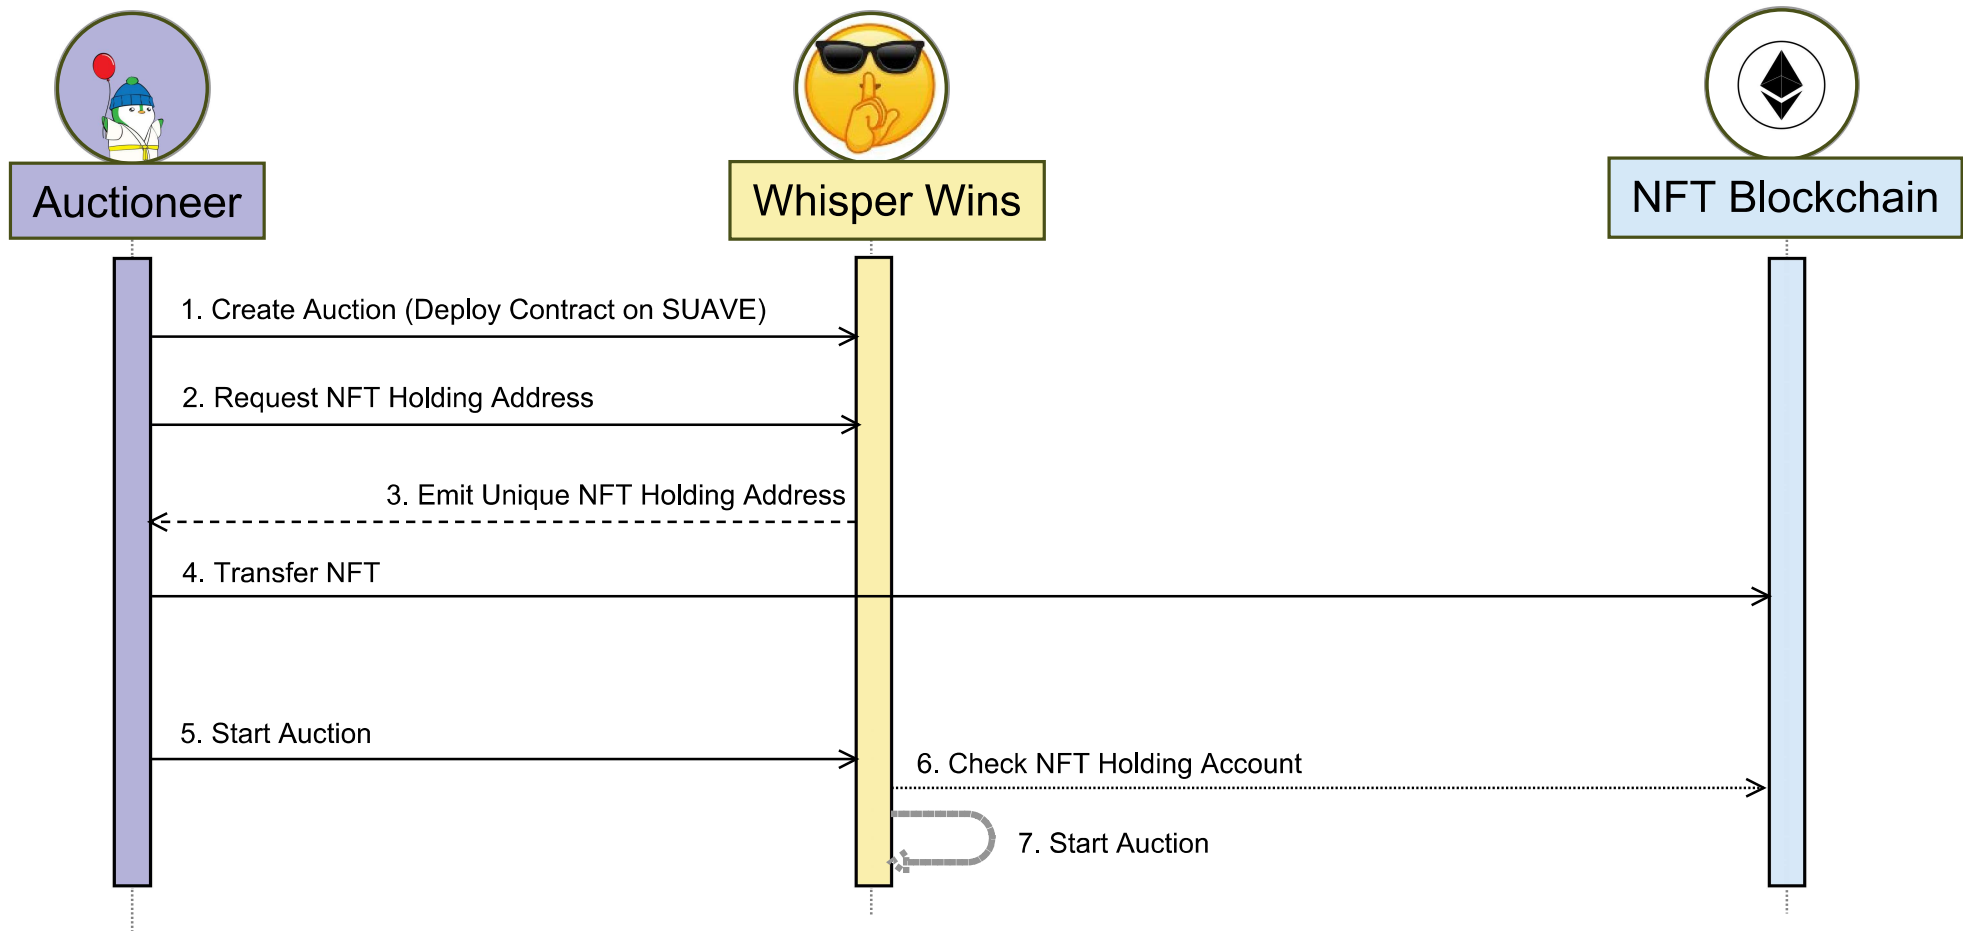 Auctioneer
Whisper Wins
NFT Blockchain
1. Create Auction (Deploy Contract on SUAVE)
2. Request NFT Holding Address
3. Emit Unique NFT Holding Address
4. Transfer NFT
5. Start Auction
6. Check NFT Holding Account
7. Start Auction